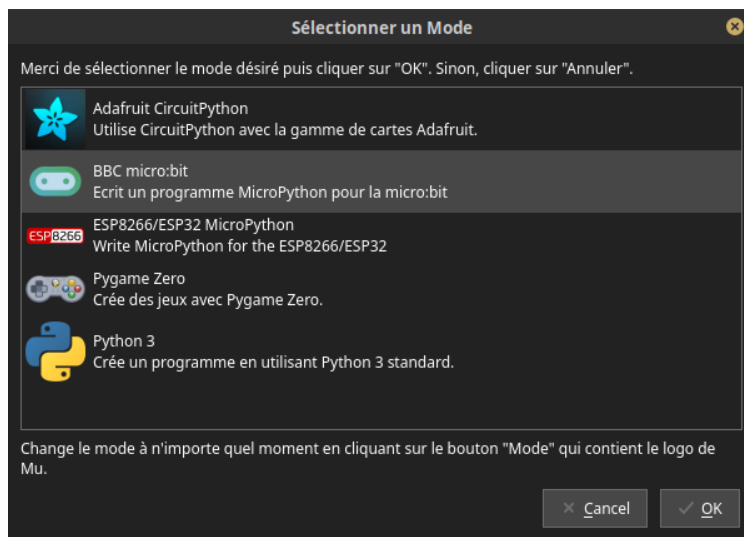 Sélectionner un Mode
Merci de sélectionner le mode désiré puis cliquer sur "OK". Sinon, cliquer sur "Annuler".
Adafruit CircuitPython
Utilise CircuitPython avec la gamme de cartes Adafruit.
BBC micro:bit
Ecrit un programme MicroPython pour la micro:bit
ESP8266
ESP8266/ESP32 MicroPython
Write MicroPython for the ESP8266/ESP32
Pygame Zero
Crée des jeux avec Pygame Zero.
Python 3
Crée un programme en utilisant Python 3 standard.
Change le mode à n'importe quel moment en cliquant sur le bouton "Mode" qui contient le logo de
Mu.
Cancel
OK